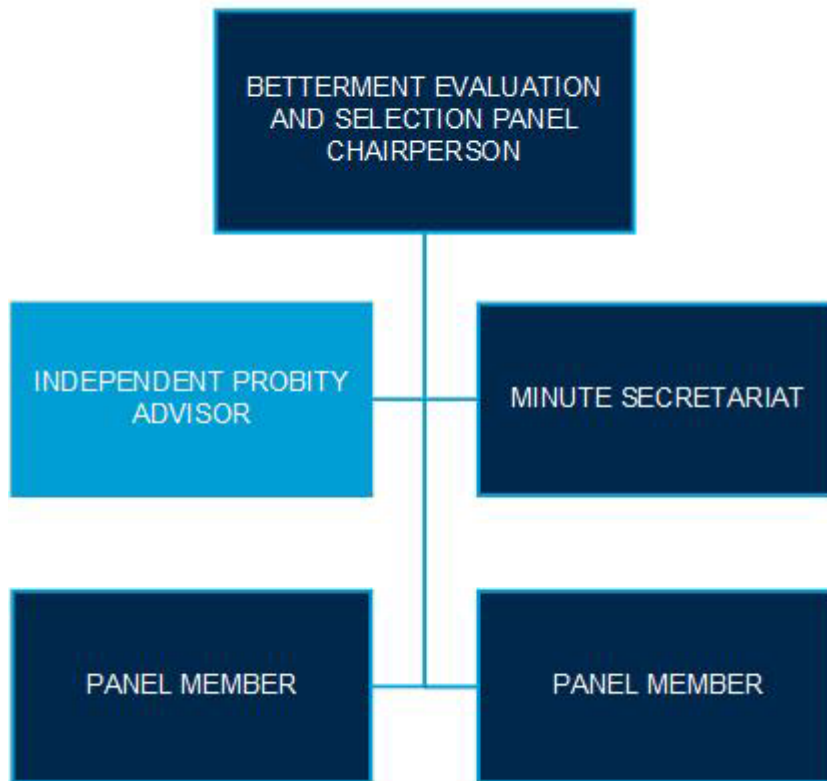 BETTERMENT EVALUATION
AND SELECTION PANEL
CHAIRPERSON
INDEPENDENT PROBITY
ADVISOR
MINUTE SECRETARIAT
PANEL MEMBER
PANEL MEMBER